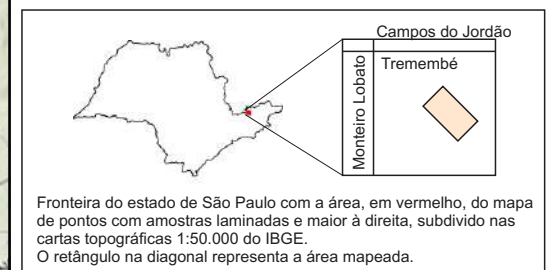 Campos do Jordão
Monteiro Lobato
Tremembé
Fronteira do estado de São Paulo com a área, em vermelho, do mapa
de pontos com amostras laminadas e maior à direita, subdivido nas
cartas topográficas 1:50.000 do IBGE.
O retângulo na diagonal representa a área mapeada.